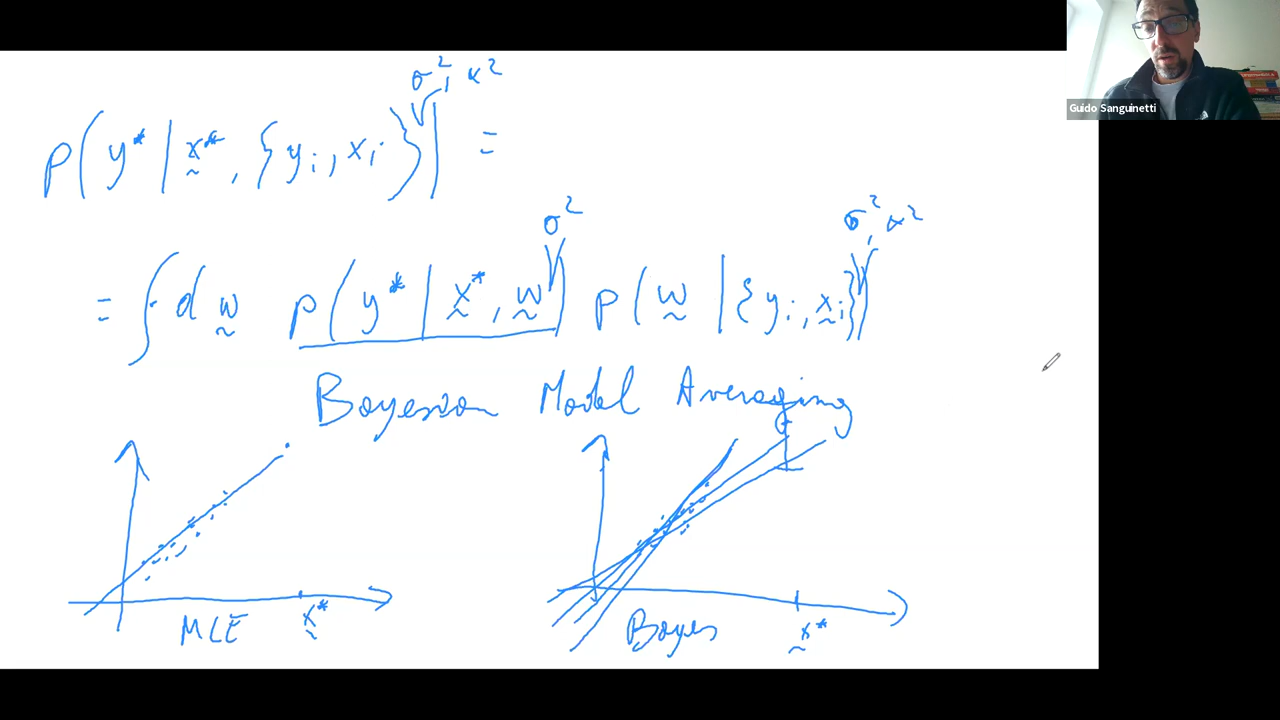 Guido Sanguinetti
σ², α²
p(y* | x*, {yᵢ, xᵢ}) =
σ² σ², α²
= ∫ dw p(y* | x*, w) p(w | {yᵢ, xᵢ})
Bayesian Model Averaging
MLE x* Bayes x*